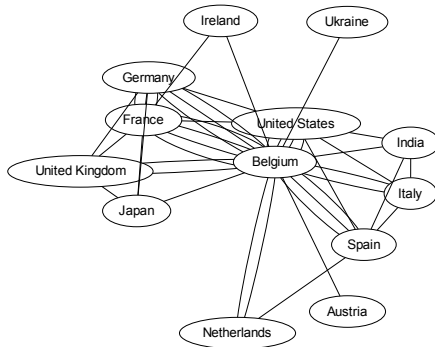 Ireland
Ukraine
Germany
France
United States
India
Belgium
United Kingdom
Italy
Japan
Spain
Austria
Netherlands